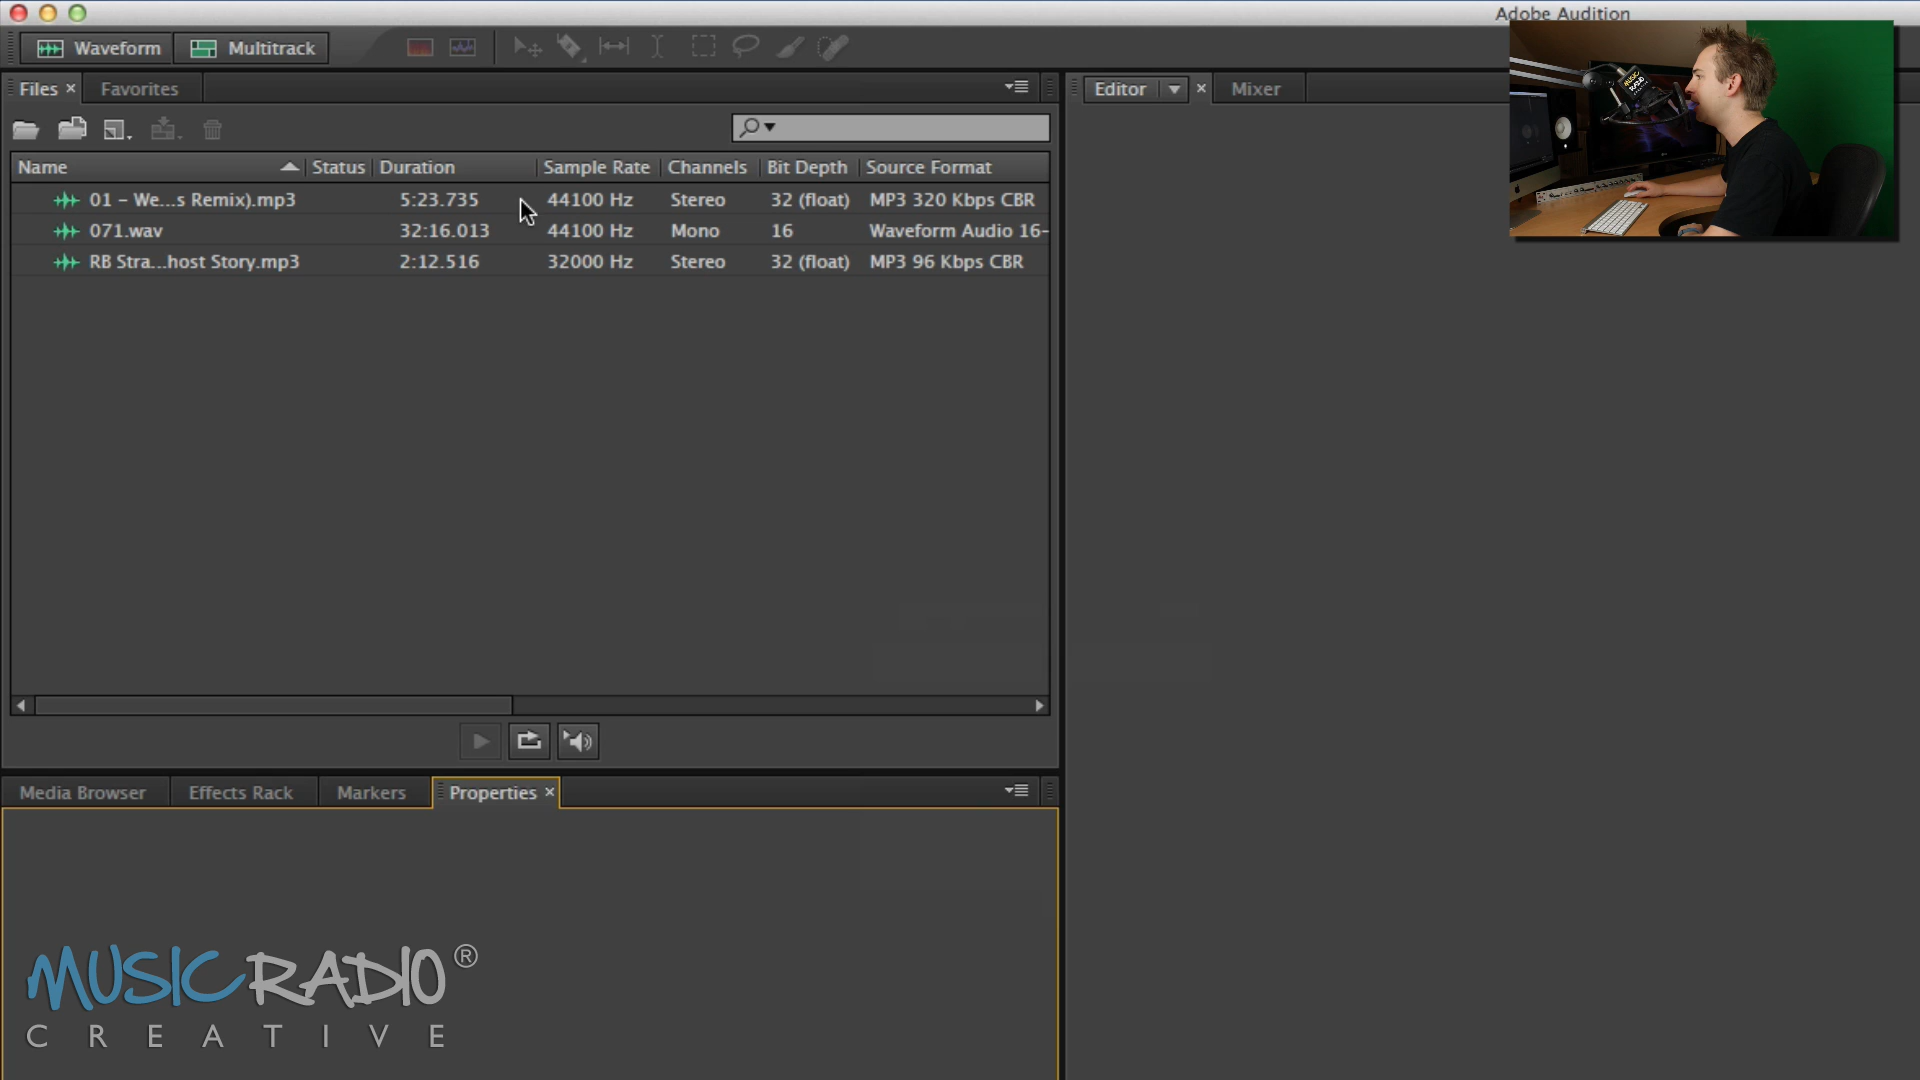 Adobe Audition
Waveform Multitrack
Files × Favorites
Editor × Mixer
Name Status Duration Sample Rate Channels Bit Depth Source Format
01 – We...s Remix).mp3 5:23.735 44100 Hz Stereo 32 (float) MP3 320 Kbps CBR
071.wav 32:16.013 44100 Hz Mono 16 Waveform Audio 16–
RB Stra...host Story.mp3 2:12.516 32000 Hz Stereo 32 (float) MP3 96 Kbps CBR
Media Browser Effects Rack Markers Properties ×
MUSIC RADIO ®
CREATIVE